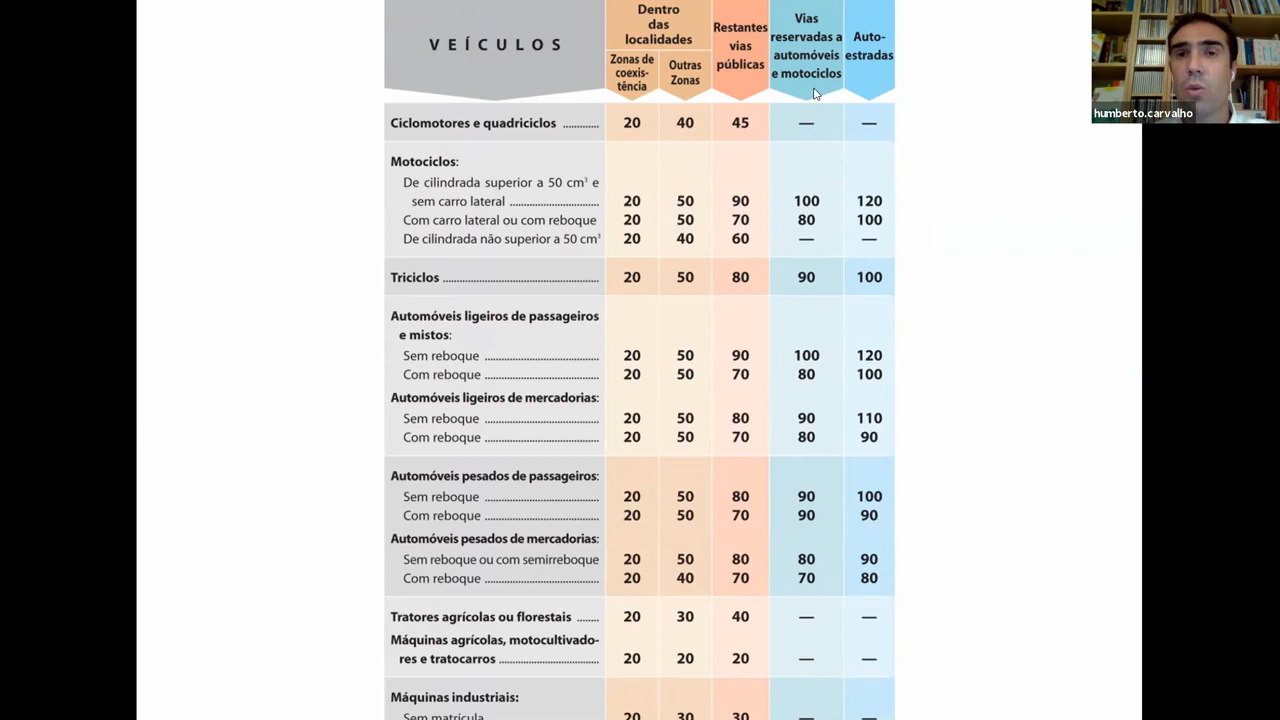 VEÍCULOS
Dentro
das
localidades
Zonas de
coexis-
tência
Outras
Zonas
Restantes
vias
públicas
Vias
reservadas a
automóveis
e motociclos
Auto-
estradas
humberto.carvalho
Ciclomotores e quadriciclos ............ 20 40 45 — —
Motociclos:
De cilindrada superior a 50 cm³ e
sem carro lateral ............................. 20 50 90 100 120
Com carro lateral ou com reboque 20 50 70 80 100
De cilindrada não superior a 50 cm³ 20 40 60 — —
Triciclos .................................................... 20 50 80 90 100
Automóveis ligeiros de passageiros
e mistos:
Sem reboque ..................................... 20 50 90 100 120
Com reboque ..................................... 20 50 70 80 100
Automóveis ligeiros de mercadorias:
Sem reboque ..................................... 20 50 80 90 110
Com reboque ..................................... 20 50 70 80 90
Automóveis pesados de passageiros:
Sem reboque ..................................... 20 50 80 90 100
Com reboque ..................................... 20 50 70 90 90
Automóveis pesados de mercadorias:
Sem reboque ou com semirreboque 20 50 80 80 90
Com reboque ..................................... 20 40 70 70 80
Tratores agrícolas ou florestais ........ 20 30 40 — —
Máquinas agrícolas, motocultivado-
res e tratocarros ................................. 20 20 20 — —
Máquinas industriais:
Sem matrícula 20 30 30 — —